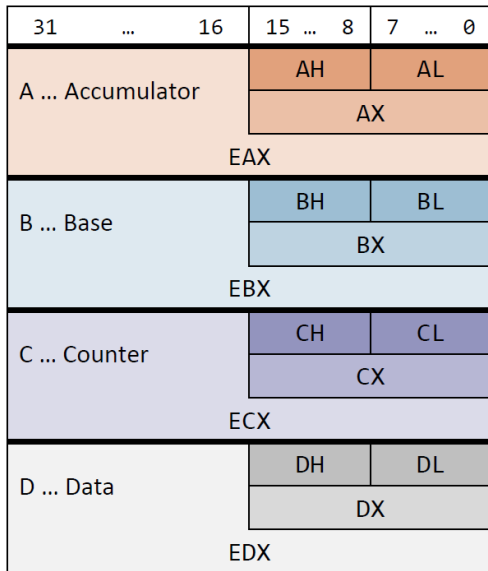 31 … 16 15 … 8 7 … 0
AH AL
A … Accumulator
AX
EAX
BH BL
B … Base
BX
EBX
CH CL
C … Counter
CX
ECX
DH DL
D … Data
DX
EDX